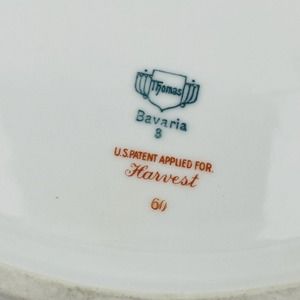 Thomas
Bavaria
8
U.S. PATENT APPLIED FOR.
Harvest
60